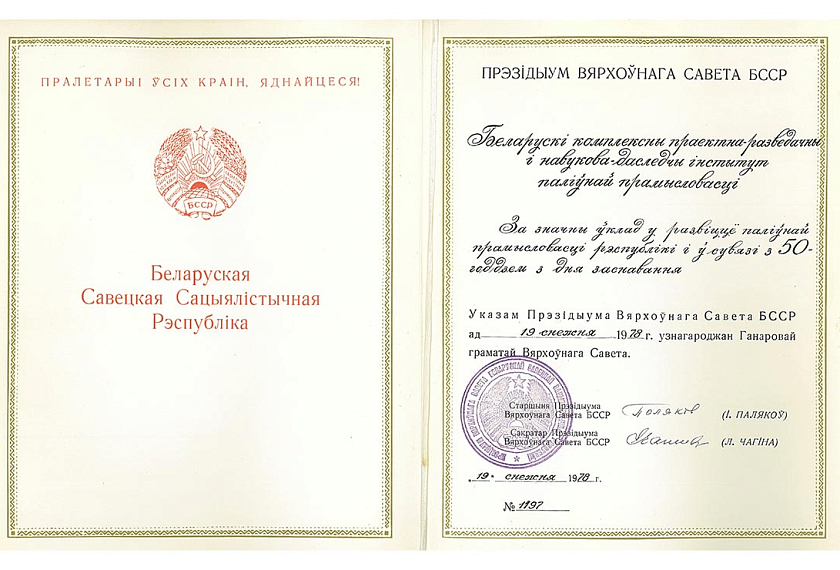 ПРАЛЕТАРЫІ ЎСІХ КРАІН, ЯДНАЙЦЕСЯ!
БССР
Беларуская
Савецкая Сацыялістычная
Рэспубліка
ПРЭЗІДЫУМ ВЯРХОЎНАГА САВЕТА БССР
Беларускі комплексны праектна-разведачны
і навукова-даследчы інстытут
паліўнай прамысловасці
За значны ўклад у развіццё паліўнай
прамысловасці рэспублікі і ў сувязі з 50-
годдзем з дня заснавання
Указам Прэзідыума Вярхоўнага Савета БССР
ад 19 снежня 1978 г. узнагароджан Ганаровай
граматай Вярхоўнага Савета.
Старшыня Прэзідыума
Вярхоўнага Савета БССР
Поляков
(І. ПАЛЯКОЎ)
Сакратар Прэзідыума
Вярхоўнага Савета БССР
(Л. ЧАГІНА)
„19" снежня 1978 г.
№ 1197